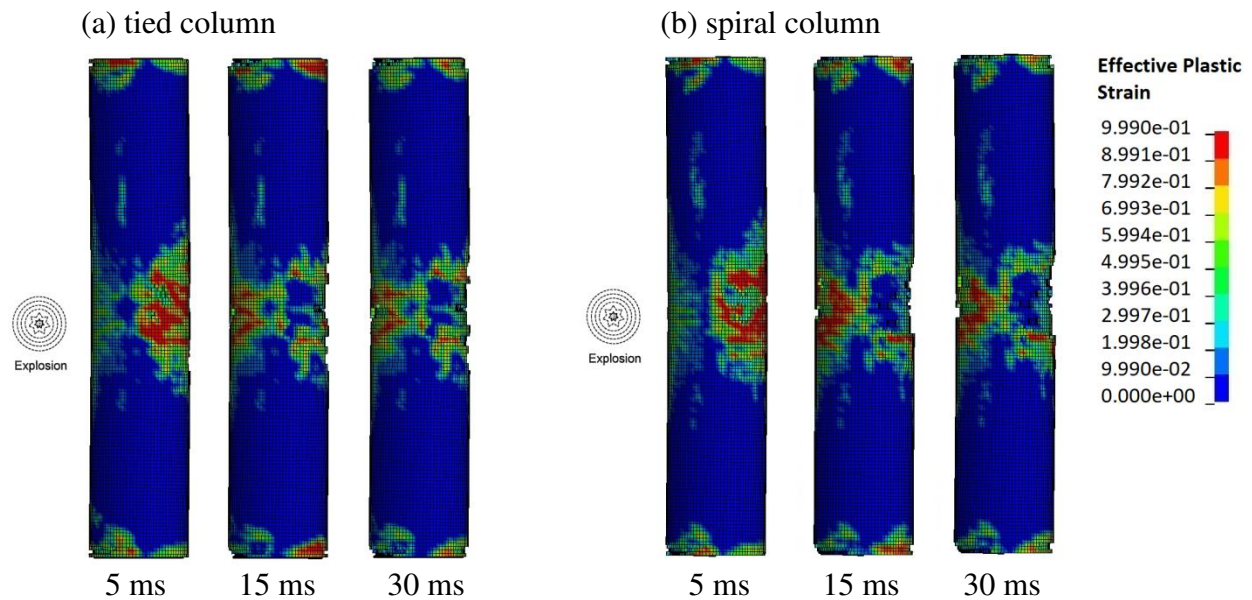 (a) tied column
(b) spiral column
Explosion
Explosion
Effective Plastic
Strain
9.990e-01
8.991e-01
7.992e-01
6.993e-01
5.994e-01
4.995e-01
3.996e-01
2.997e-01
1.998e-01
9.990e-02
0.000e+00
5 ms
15 ms
30 ms
5 ms
15 ms
30 ms